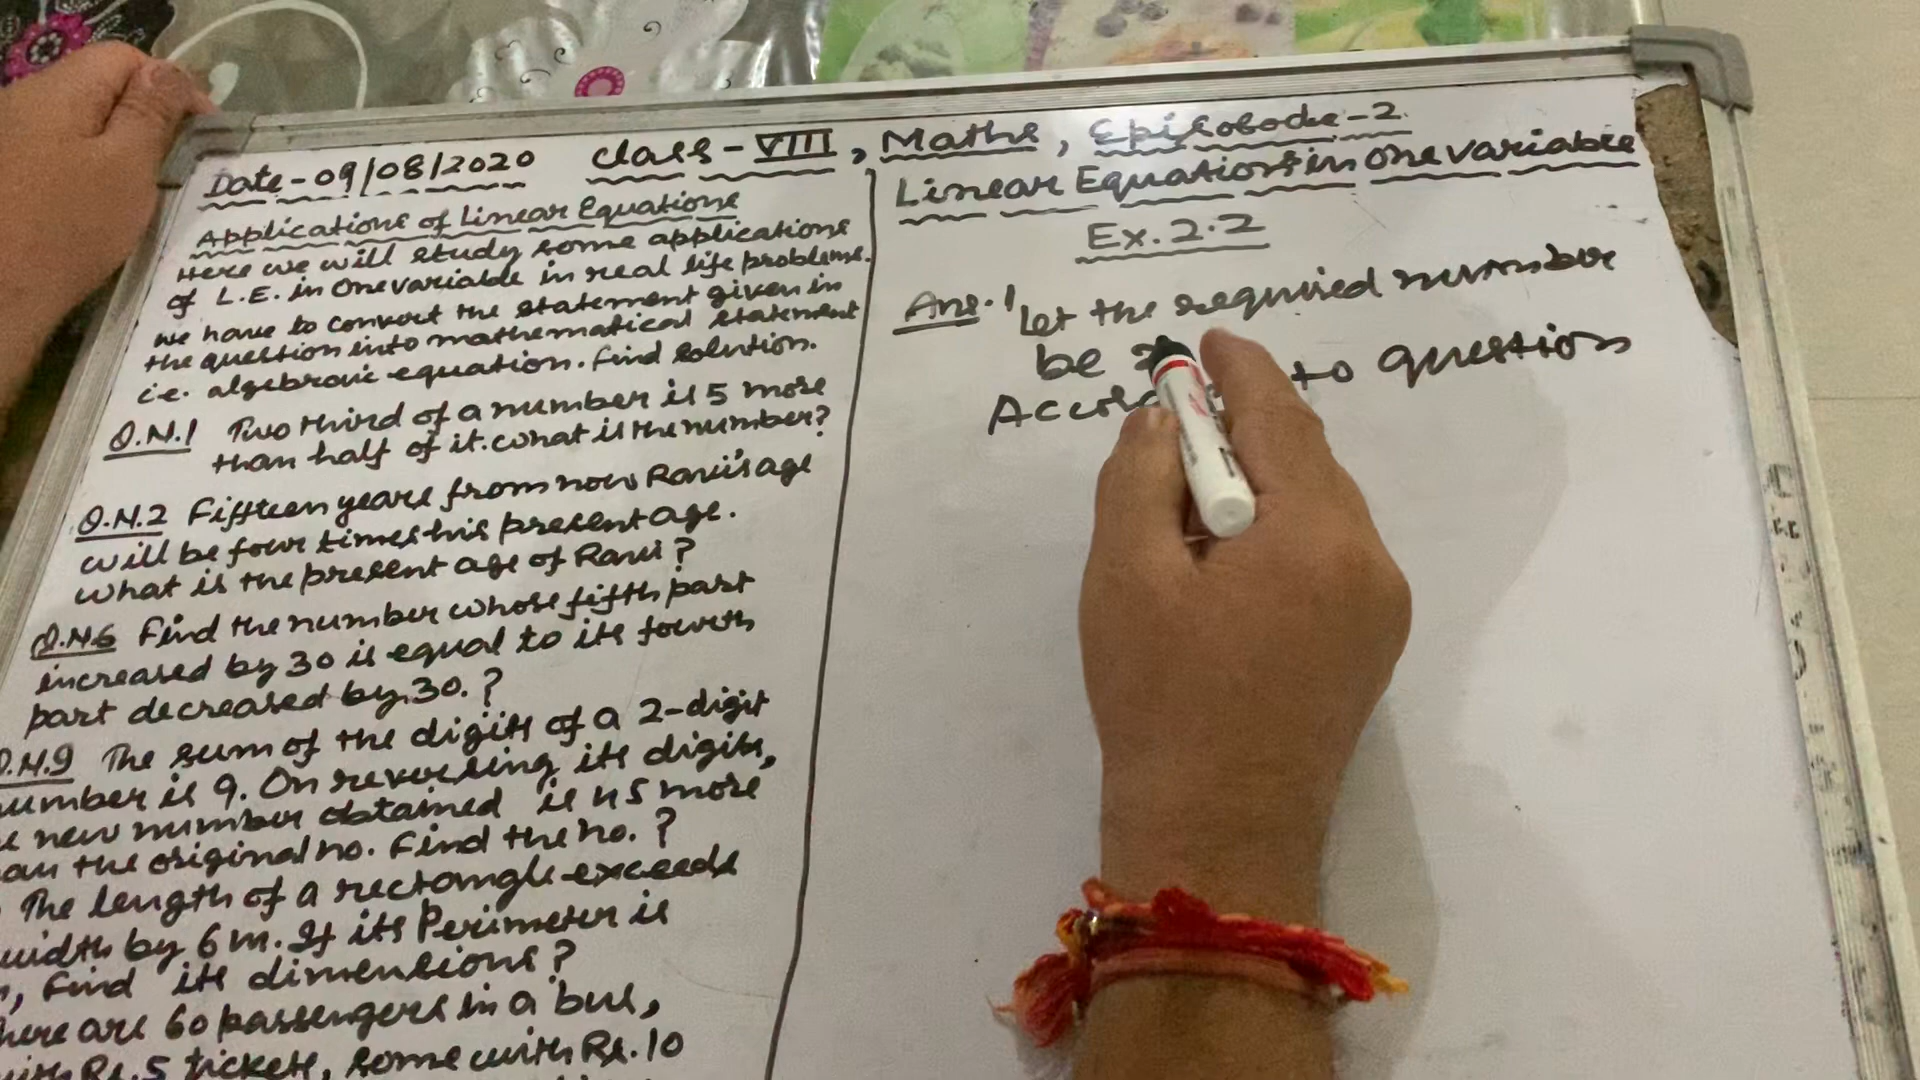 Date-09/08/2020 Class-VIII, Maths, Episobode-2
Applications of Linear Equations
Here we will study some applications
of L.E. in One variable in real life problems.
we have to convert the statement given in
the question into mathematical statement
i.e. algebraic equation. Find solution.
Q.N.1 Two third of a number is 5 more
than half of it. What is the number?
Q.N.2 Fifteen years from now Ravi's age
will be four times his present age.
What is the present age of Ravi?
Q.N.6 Find the number whose fifth part
increased by 30 is equal to its fourth
part decreased by 30.?
Q.N.9 The sum of the digits of a 2-digit
number is 9. On reversing its digits,
new number obtained is 45 more
the original no. Find the no.?
The length of a rectangle exceeds
width by 6 m. If its Perimeter is
, Find its dimensions?
here are 60 passengers in a bus,
with Rs.5 tickets, some with Rs.10
Linear Equations in One variable
Ex. 2.2
Ans.1 Let the required number
be
to question